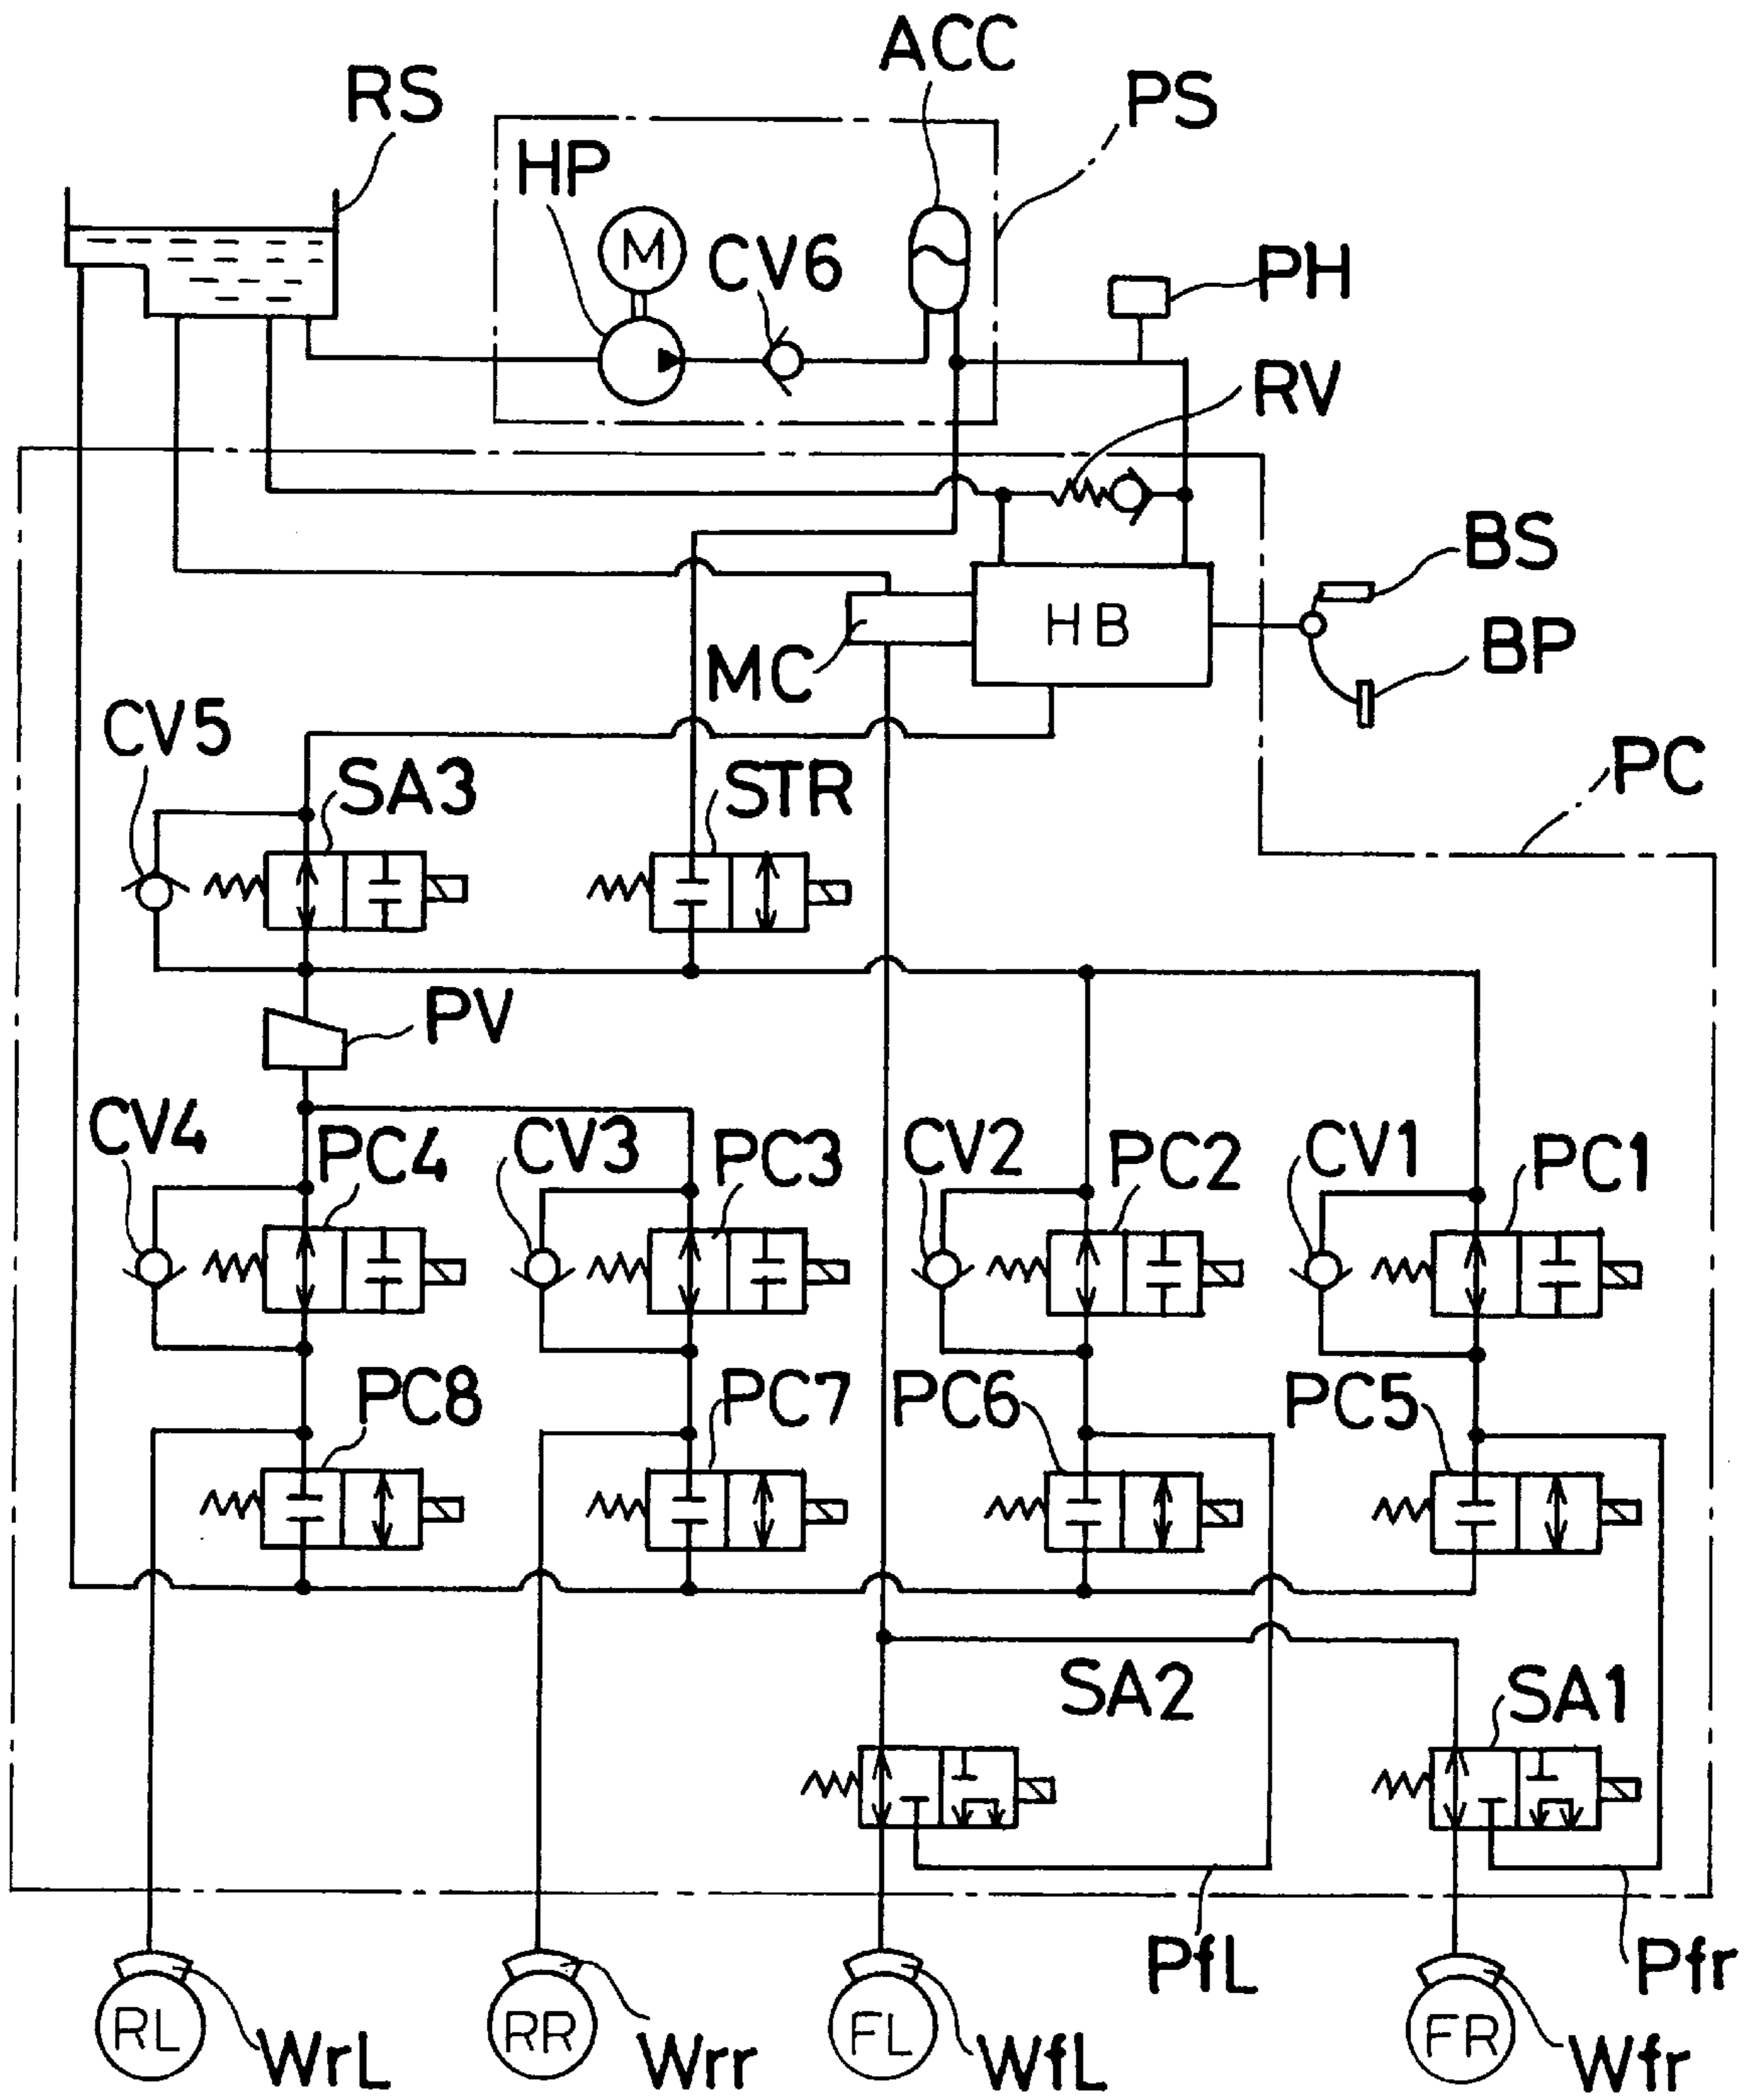 ACC
RS
PS
HP
M
CV6
PH
RV
BS
HB
BP
MC
CV5
PC
SA3
STR
PV
CV4
PC4
CV3
PC3
CV2
PC2
CV1
PC1
PC8
PC7
PC6
PC5
SA2
SA1
PfL
Pfr
RL
WrL
RR
Wrr
FL
WfL
FR
Wfr